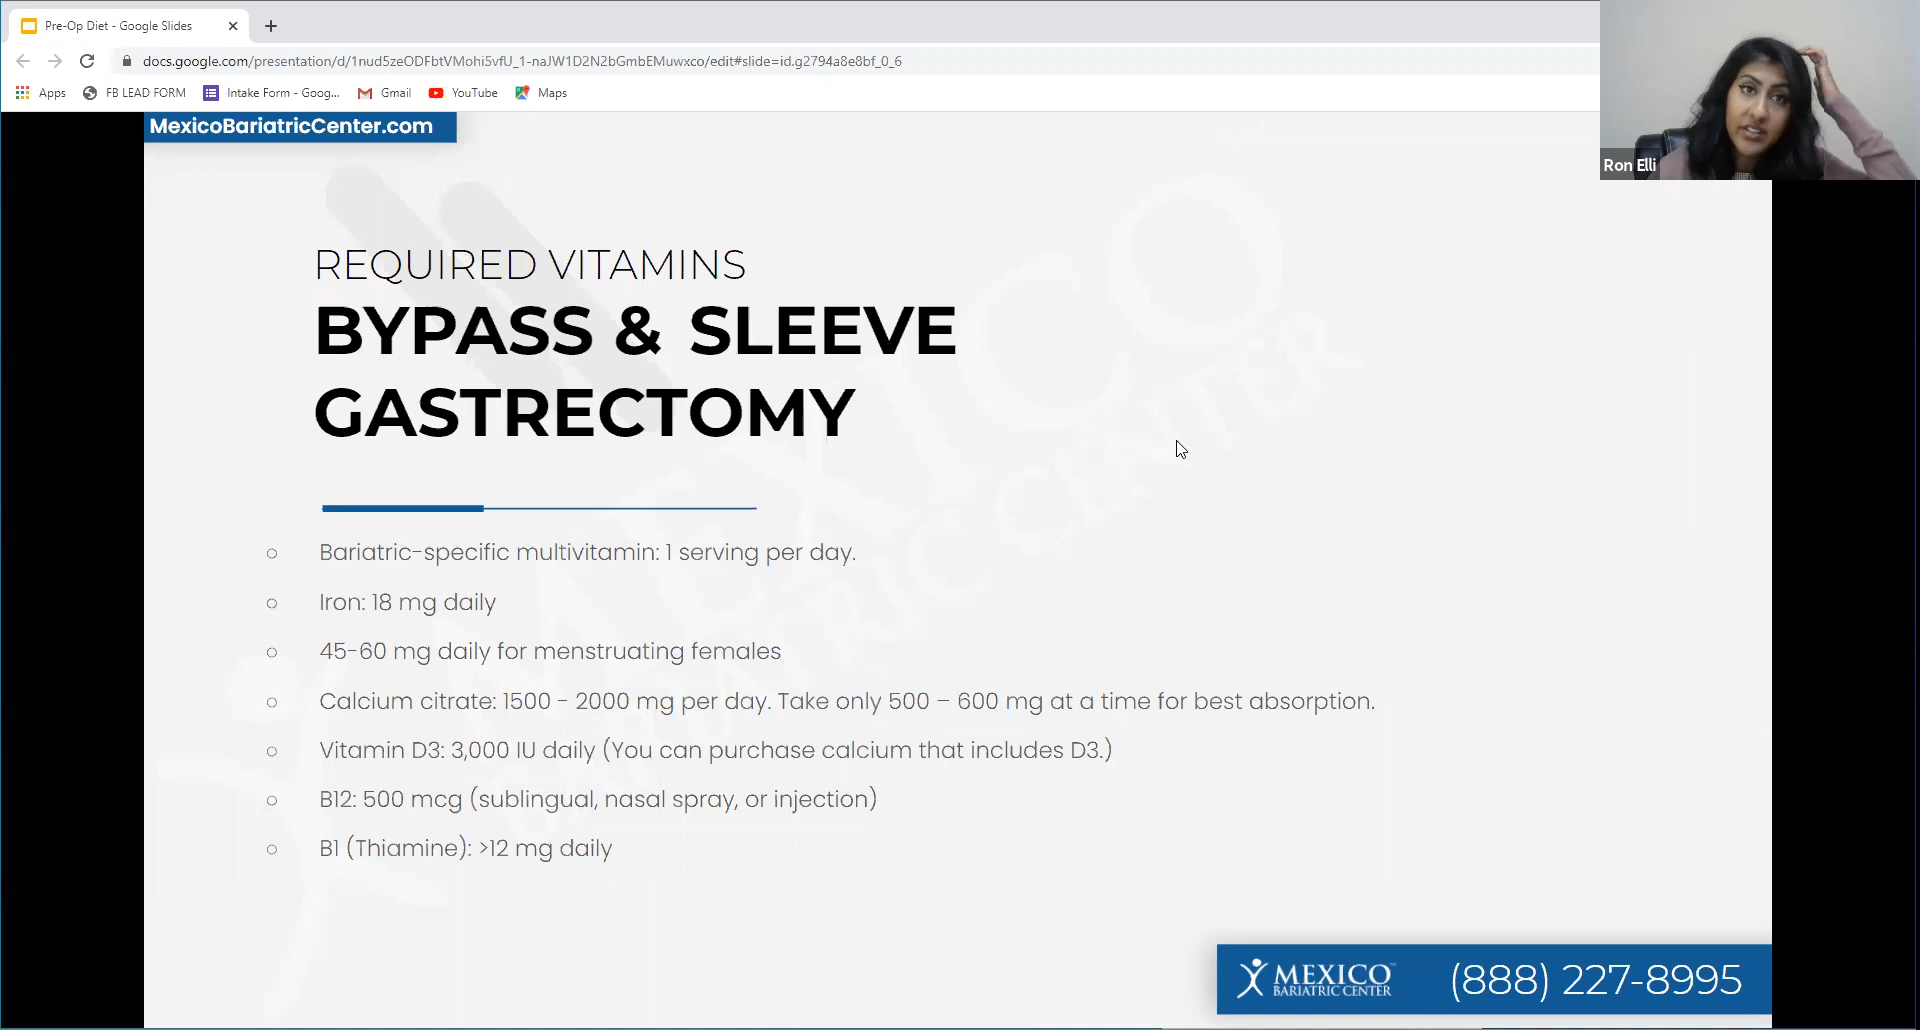 Pre-Op Diet - Google Slides
docs.google.com/presentation/d/1nud5zeODFbtVMohi5vfU_1-naJW1D2N2bGmbEMuwxco/edit#slide=id.g2794a8e8bf_0_6
Apps FB LEAD FORM Intake Form - Goog... Gmail YouTube Maps
Ron Elli
MexicoBariatricCenter.com
REQUIRED VITAMINS
BYPASS & SLEEVE
GASTRECTOMY
Bariatric-specific multivitamin: 1 serving per day.
Iron: 18 mg daily
45-60 mg daily for menstruating females
Calcium citrate: 1500 - 2000 mg per day. Take only 500 – 600 mg at a time for best absorption.
Vitamin D3: 3,000 IU daily (You can purchase calcium that includes D3.)
B12: 500 mcg (sublingual, nasal spray, or injection)
B1 (Thiamine): >12 mg daily
MEXICO
BARIATRIC CENTER
™
(888) 227-8995
MEXICO
BARIATRIC CENTER